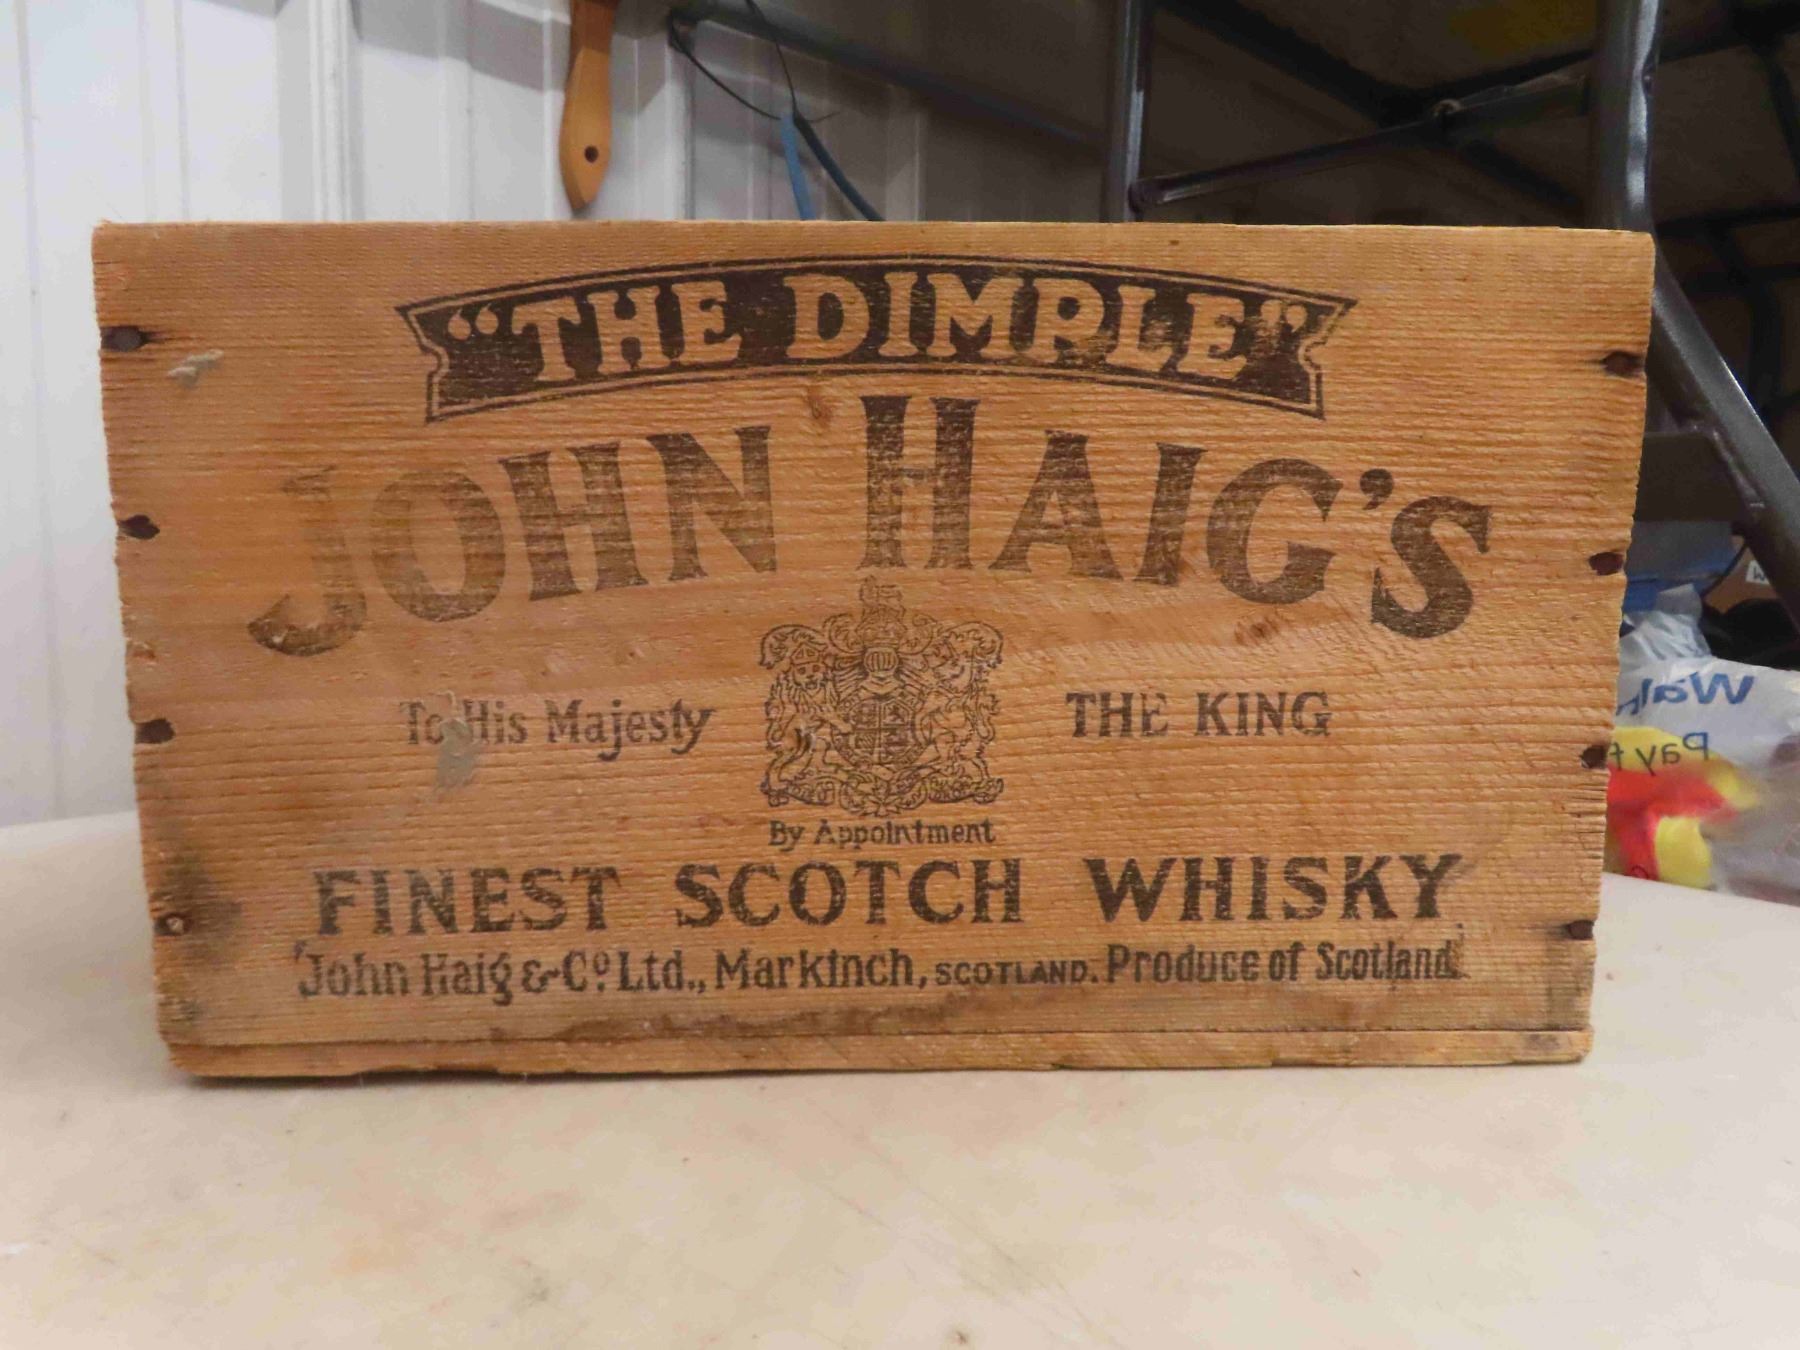 "THE DIMPLE"
JOHN HAIG'S
To His Majesty THE KING
By Appointment
FINEST SCOTCH WHISKY
John Haig & Cº. Ltd., Markinch, SCOTLAND. Produce of Scotland.
Pay